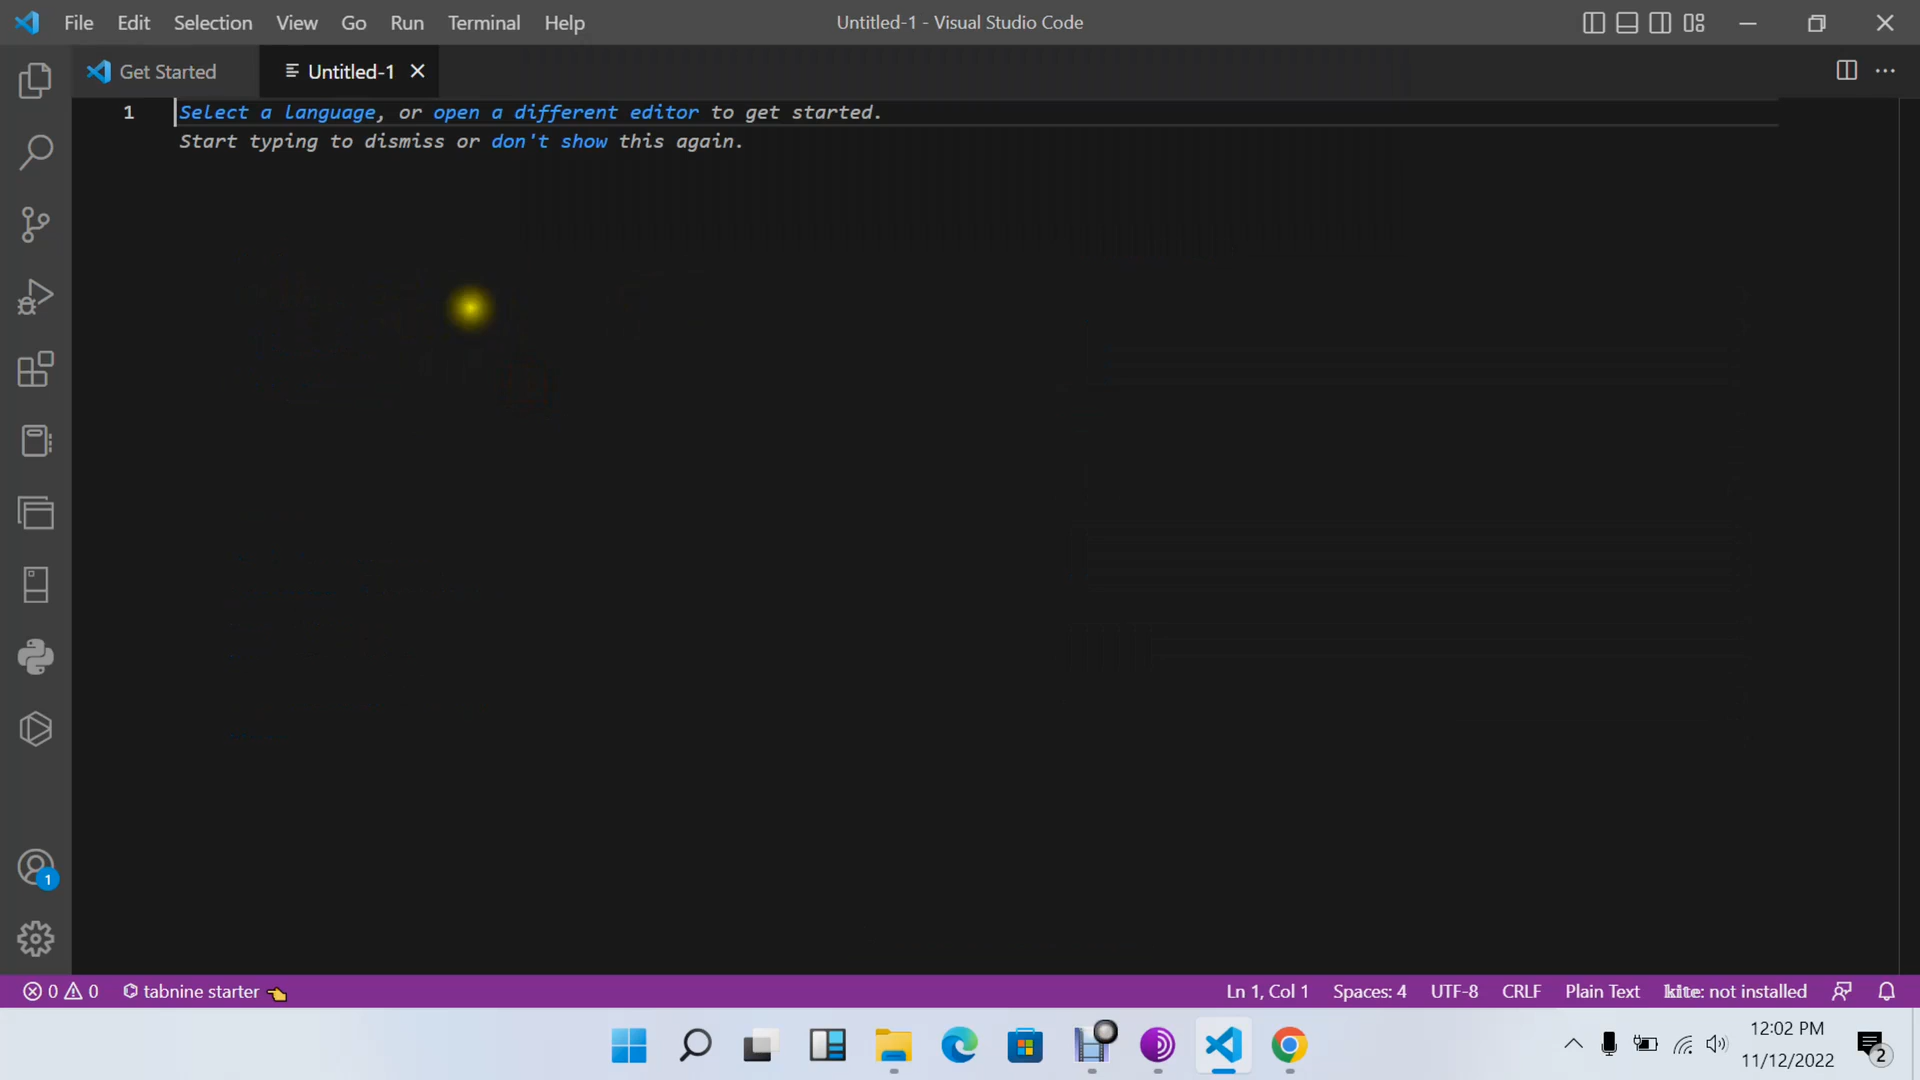 File Edit Selection View Go Run Terminal Help
Untitled-1 - Visual Studio Code
Get Started
Untitled-1
1
Select a language, or open a different editor to get started.
Start typing to dismiss or don't show this again.
1
0 0 tabnine starter
Ln 1, Col 1 Spaces: 4 UTF-8 CRLF Plain Text kite: not installed
12:02 PM
11/12/2022
2